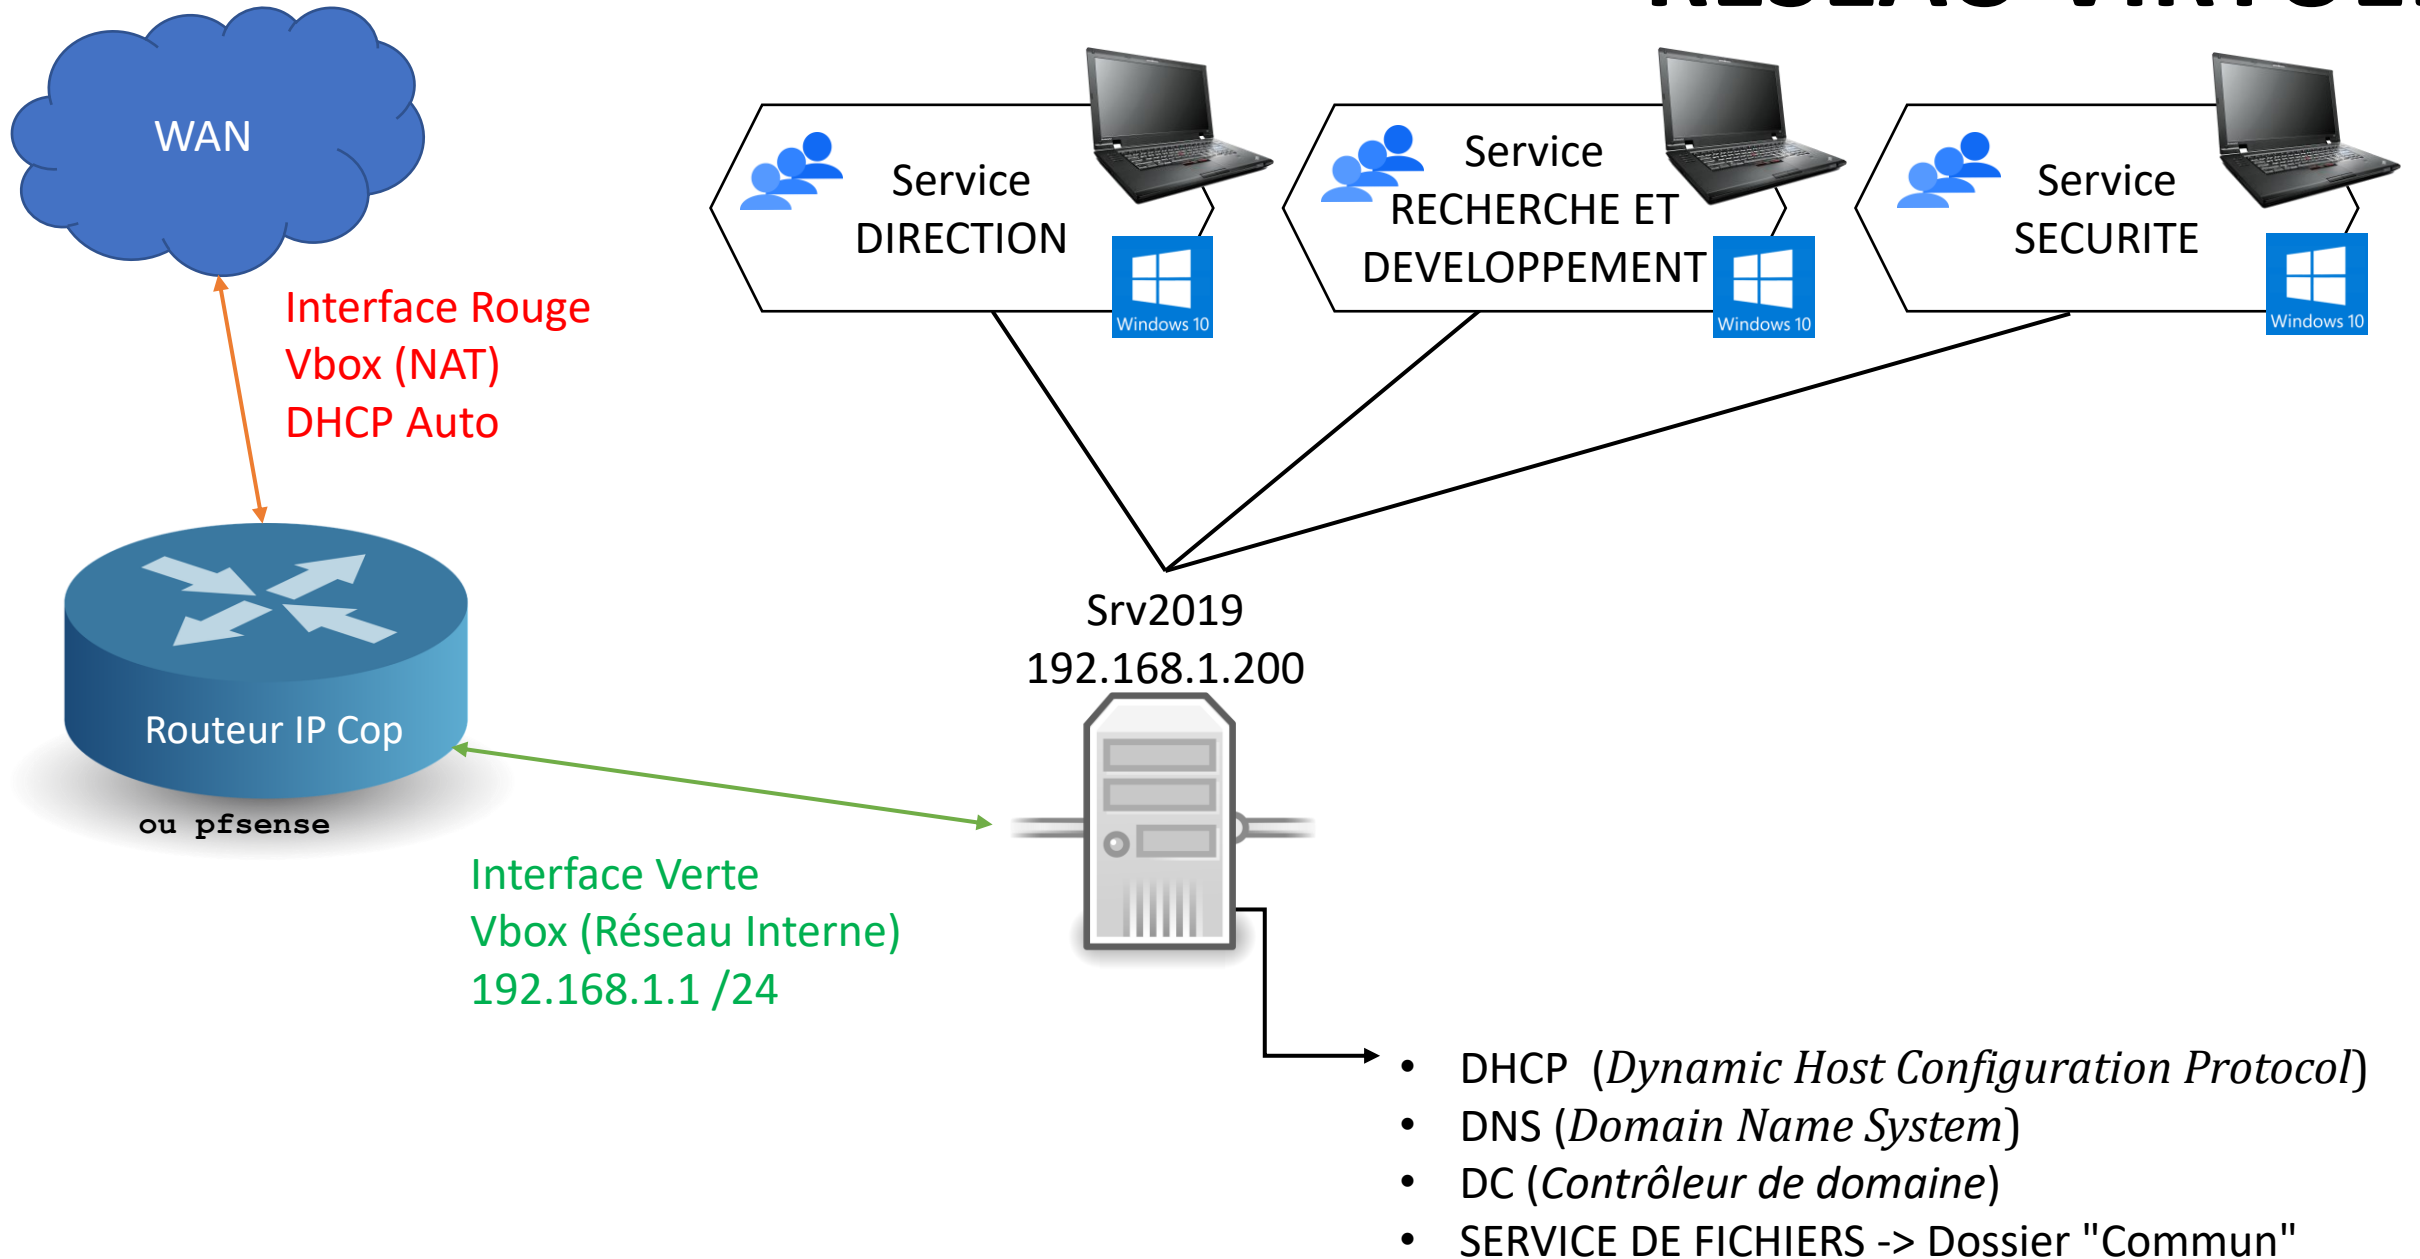 RESEAU VIRTUEL
WAN
Service
DIRECTION
Windows 10
Service
RECHERCHE ET
DEVELOPPEMENT
Windows 10
Service
SECURITE
Windows 10
Interface Rouge
Vbox (NAT)
DHCP Auto
Srv2019
192.168.1.200
Routeur IP Cop
ou pfsense
Interface Verte
Vbox (Réseau Interne)
192.168.1.1 /24
• DHCP (Dynamic Host Configuration Protocol)
• DNS (Domain Name System)
• DC (Contrôleur de domaine)
• SERVICE DE FICHIERS -> Dossier "Commun"